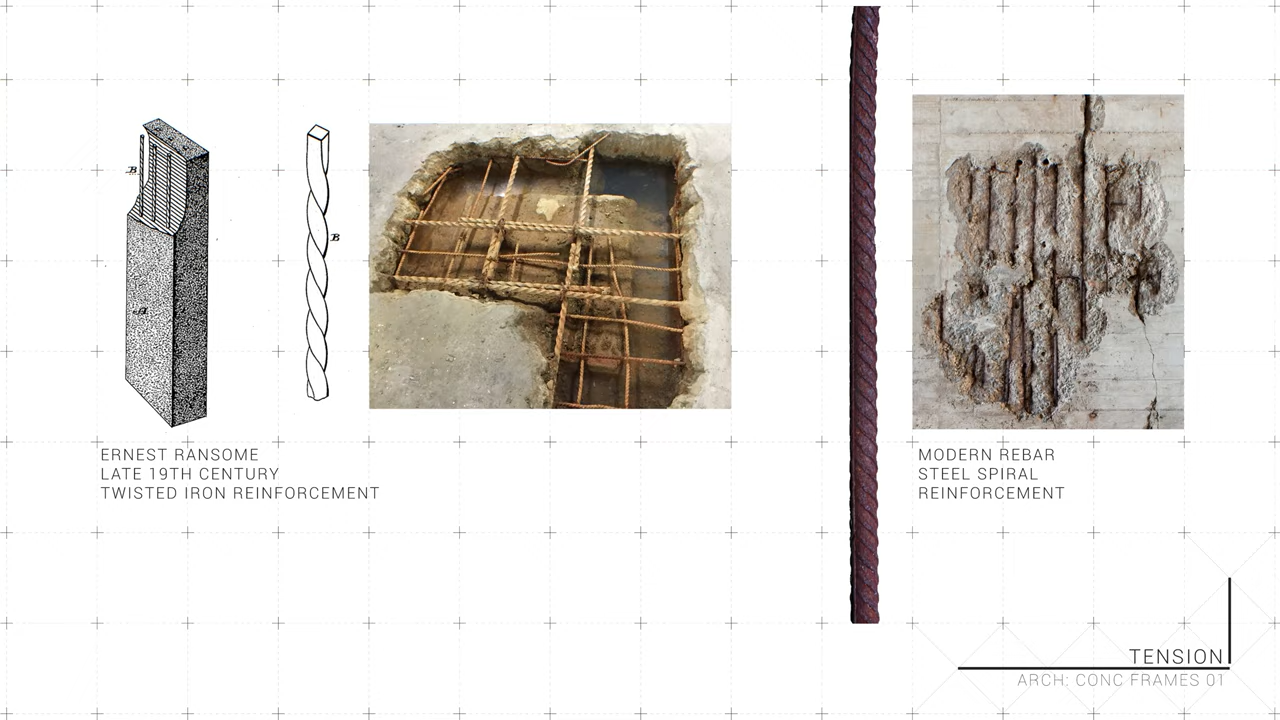 B
B
A
ERNEST RANSOME
LATE 19TH CENTURY
TWISTED IRON REINFORCEMENT
MODERN REBAR
STEEL SPIRAL
REINFORCEMENT
TENSION
ARCH: CONC FRAMES 01